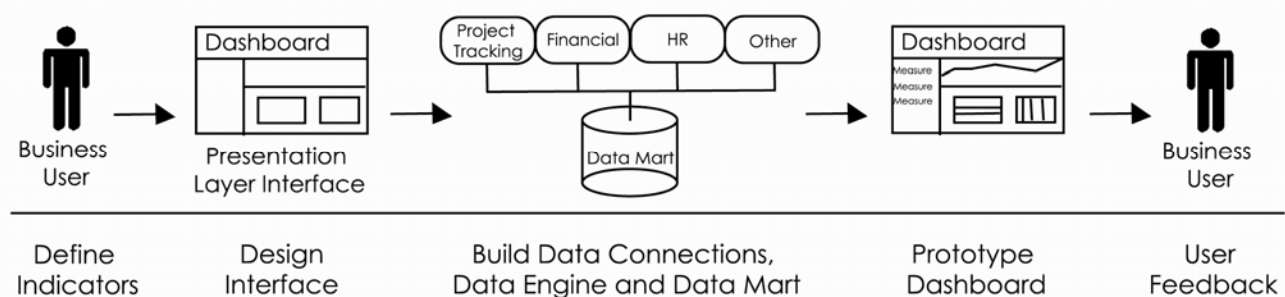 Dashboard
Project
Tracking
Financial
HR
Other
Dashboard
Measure
Measure
Measure
Data Mart
Business
User
Presentation
Layer Interface
Business
User
Define
Indicators
Design
Interface
Build Data Connections,
Data Engine and Data Mart
Prototype
Dashboard
User
Feedback